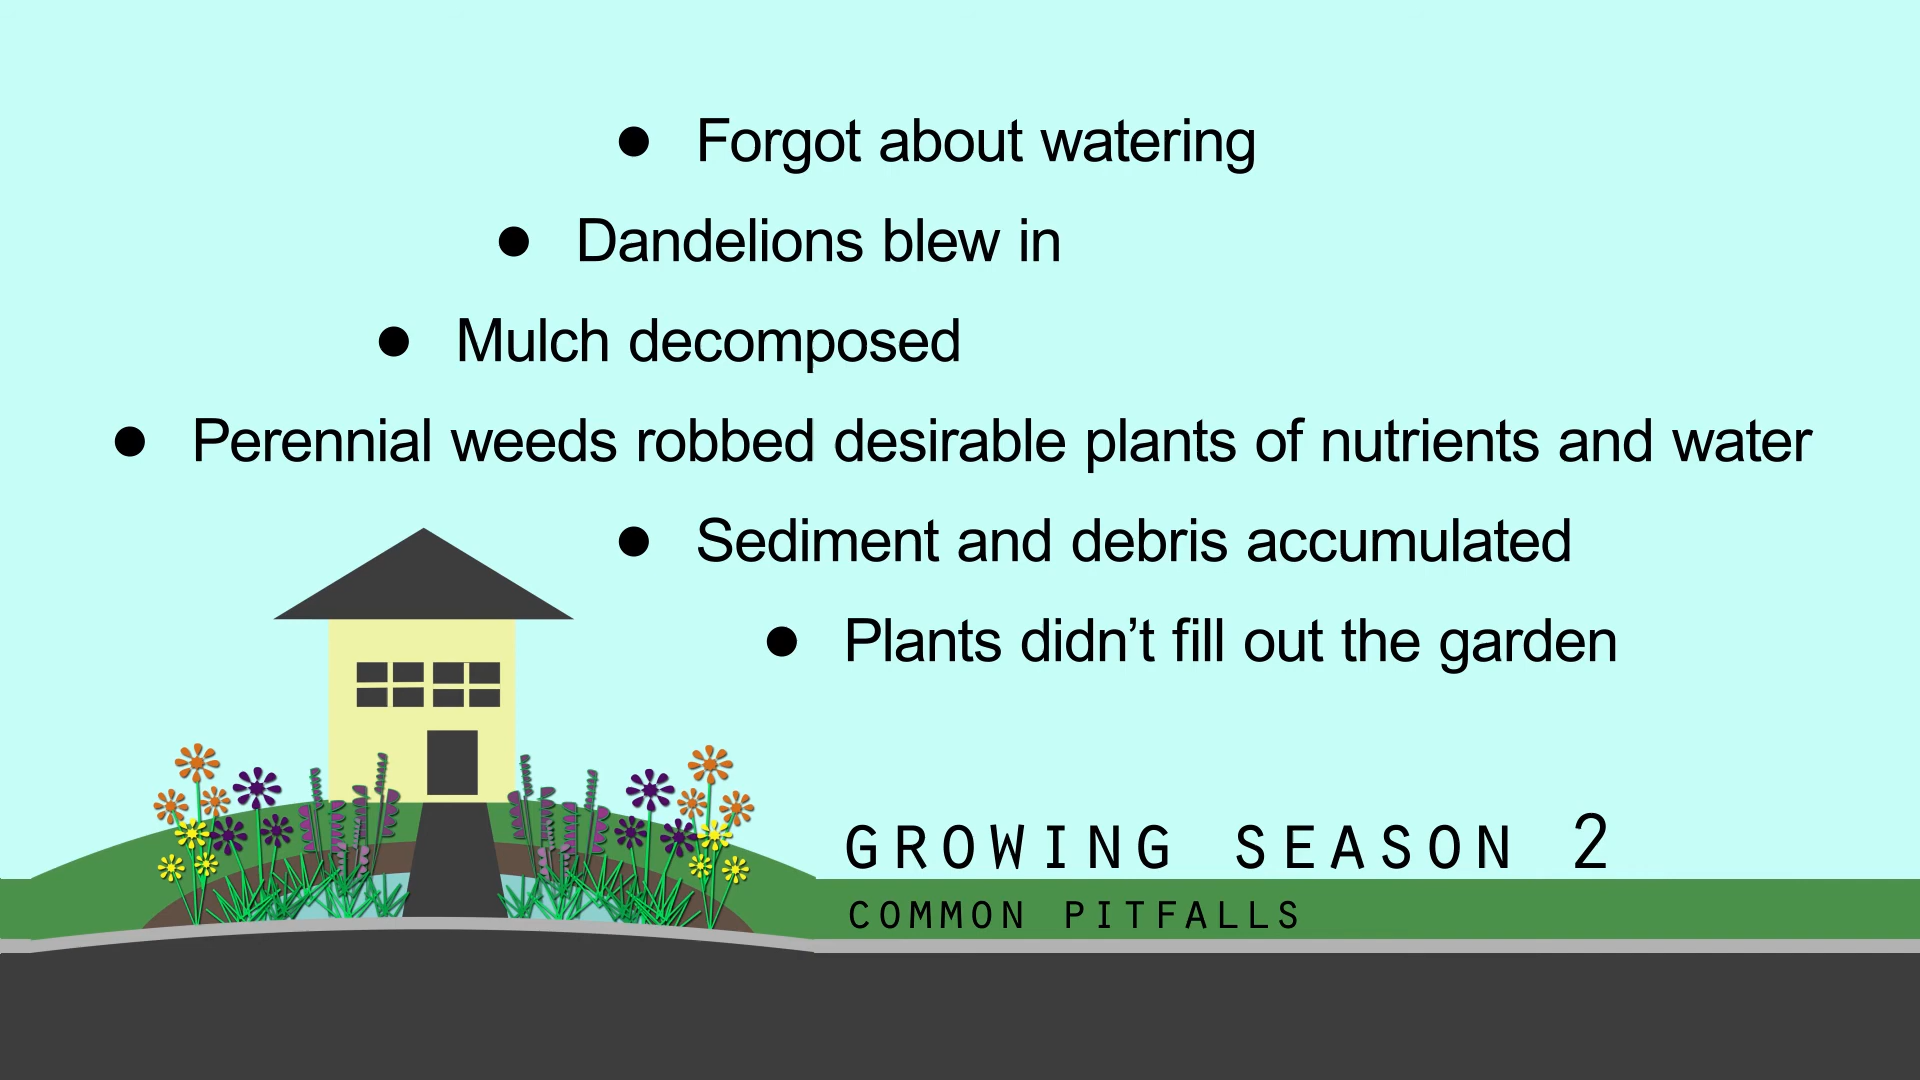 ● Forgot about watering
● Dandelions blew in
● Mulch decomposed
● Perennial weeds robbed desirable plants of nutrients and water
● Sediment and debris accumulated
● Plants didn’t fill out the garden
GROWING SEASON 2
COMMON PITFALLS